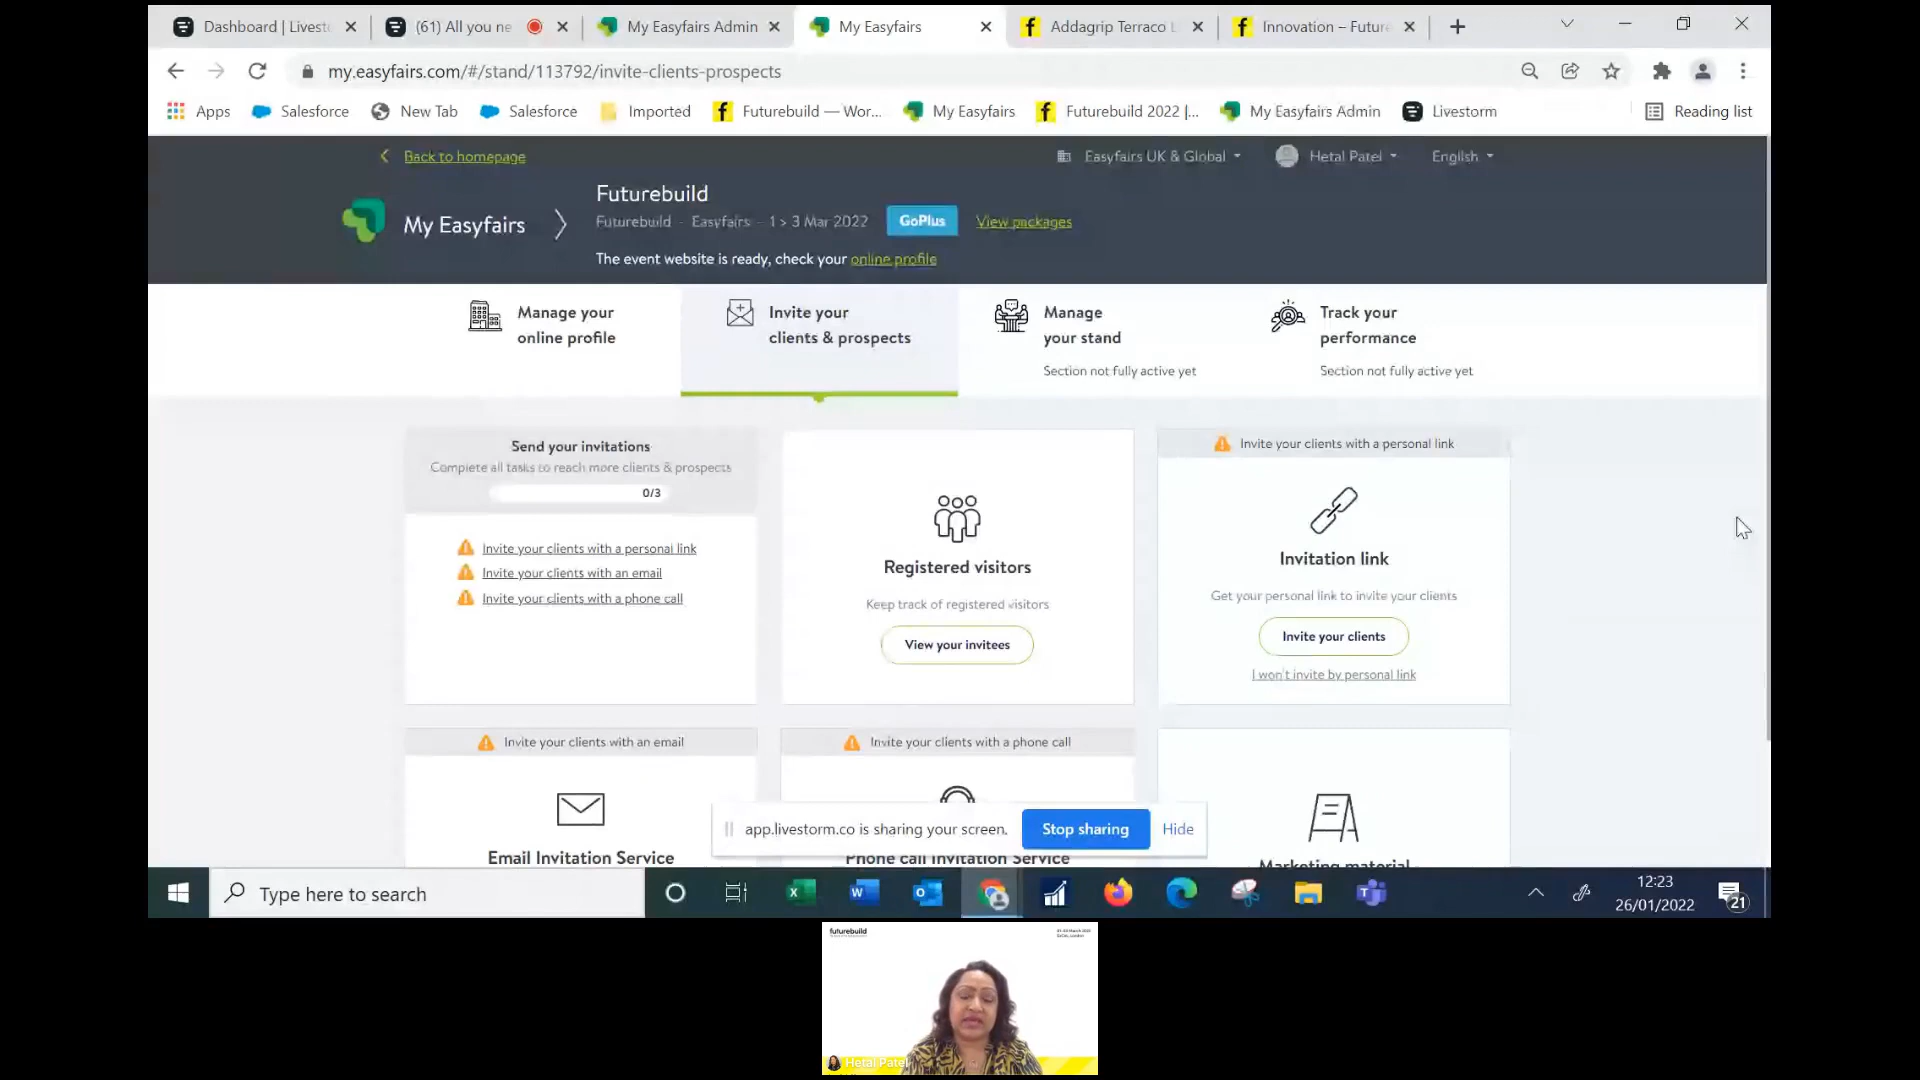 Dashboard | Livest
(61) All you ne
My Easyfairs Admin
My Easyfairs
Addagrip Terraco
Innovation – Futur
my.easyfairs.com/#/stand/113792/invite-clients-prospects
Apps
Salesforce
New Tab
Salesforce
Imported
Futurebuild — Wor...
My Easyfairs
Futurebuild 2022 |...
My Easyfairs Admin
Livestorm
Reading list
Back to homepage
Easyfairs UK & Global
Hetal Patel
English
My Easyfairs
Futurebuild
Futurebuild - Easyfairs - 1 > 3 Mar 2022
GoPlus
View packages
The event website is ready, check your online profile
Manage your
online profile
Invite your
clients & prospects
Manage
your stand
Section not fully active yet
Track your
performance
Section not fully active yet
Send your invitations
Complete all tasks to reach more clients & prospects
0/3
Invite your clients with a personal link
Invite your clients with an email
Invite your clients with a phone call
Registered visitors
Keep track of registered visitors
View your invitees
Invite your clients with a personal link
Invitation link
Get your personal link to invite your clients
Invite your clients
I won't invite by personal link
Invite your clients with an email
Email Invitation Service
Invite your clients with a phone call
Phone call Invitation Service
Marketing material
app.livestorm.co is sharing your screen.
Stop sharing
Hide
Type here to search
12:23
26/01/2022
21
futurebuild
Hetal Patel